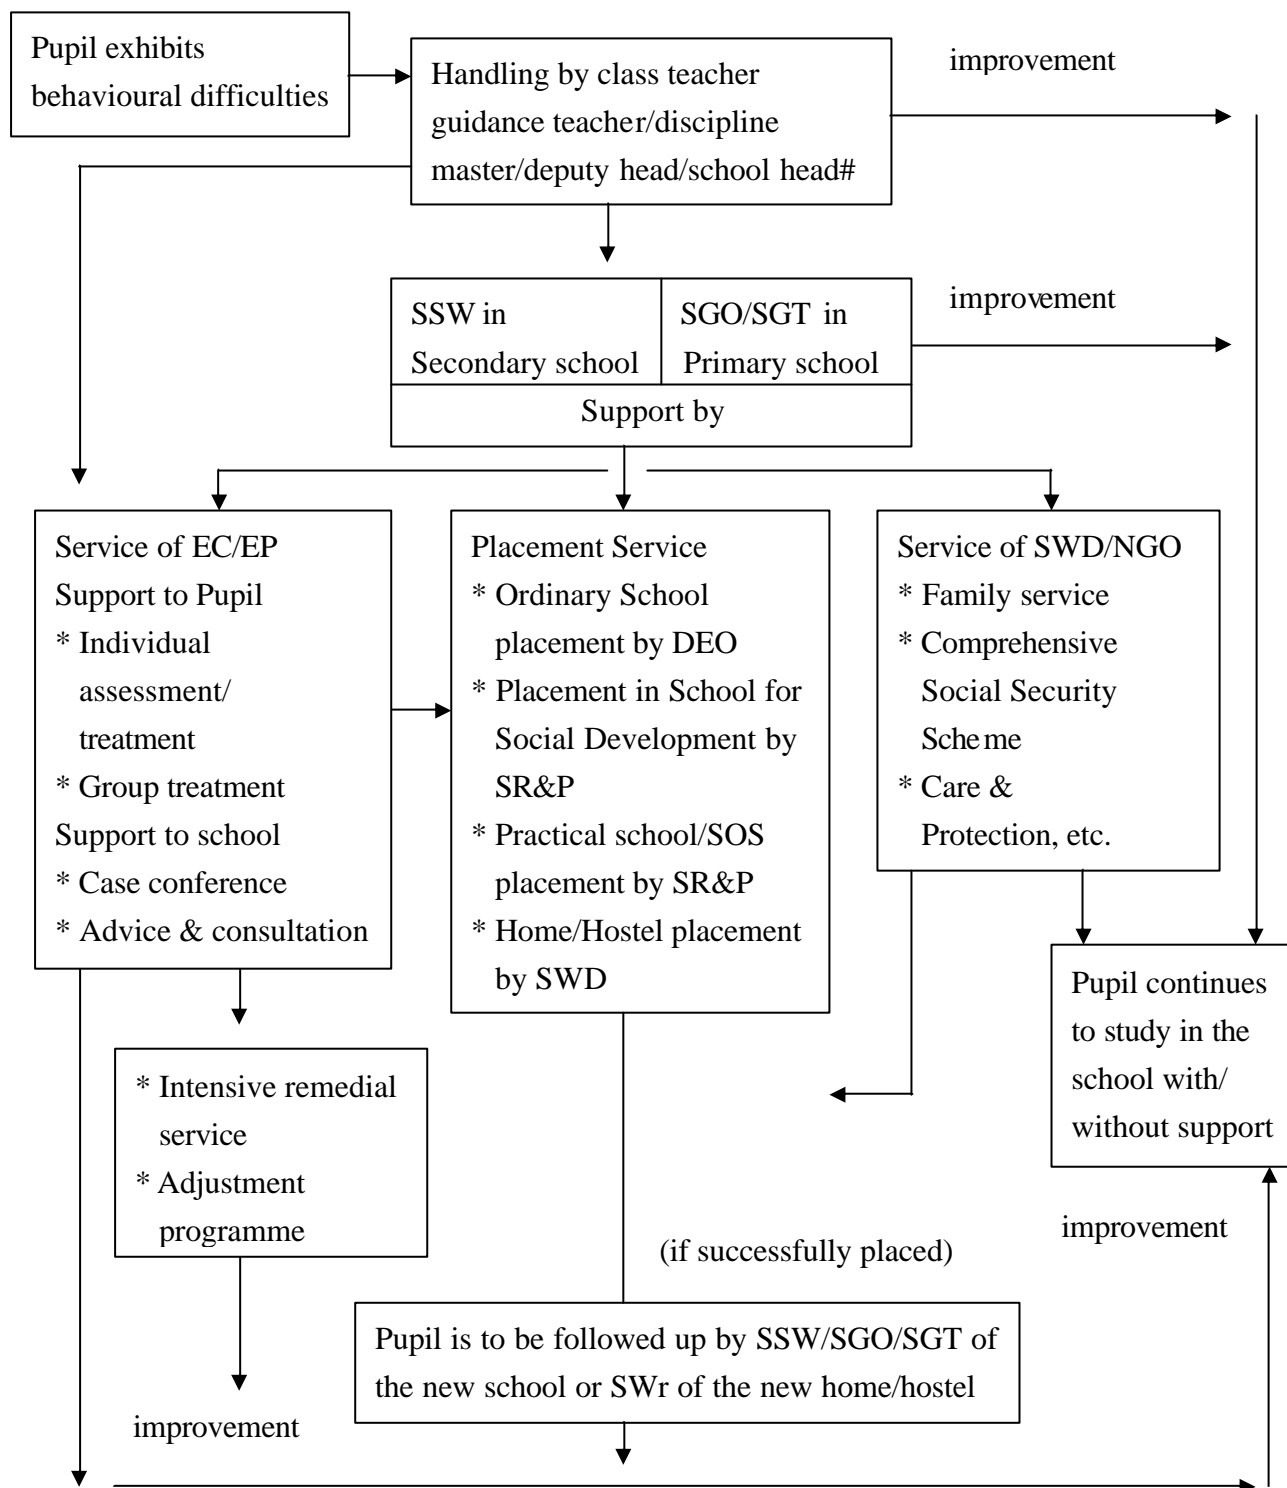 Pupil exhibits
behavioural difficulties
Handling by class teacher
guidance teacher/discipline
master/deputy head/school head#
improvement
SSW in
Secondary school
SGO/SGT in
Primary school
Support by
improvement
Service of EC/EP
Support to Pupil
* Individual
assessment/
treatment
* Group treatment
Support to school
* Case conference
* Advice & consultation
Placement Service
* Ordinary School
placement by DEO
* Placement in School for
Social Development by
SR&P
* Practical school/SOS
placement by SR&P
* Home/Hostel placement
by SWD
Service of SWD/NGO
* Family service
* Comprehensive
Social Security
Scheme
* Care &
Protection, etc.
Pupil continues
to study in the
school with/
without support
* Intensive remedial
service
* Adjustment
programme
improvement
(if successfully placed)
Pupil is to be followed up by SSW/SGO/SGT of
the new school or SWr of the new home/hostel
improvement